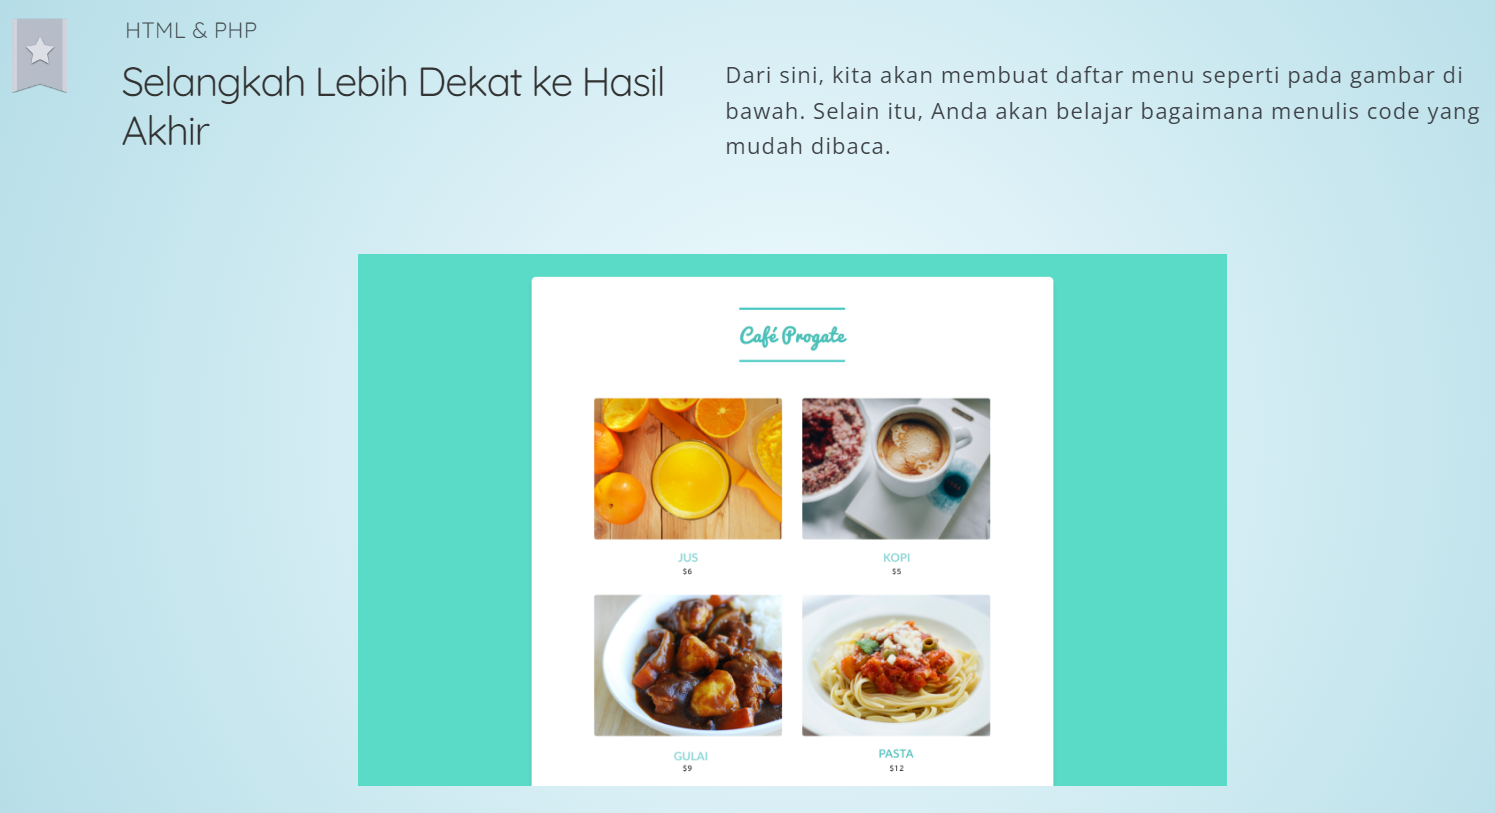 HTML & PHP
Selangkah Lebih Dekat ke Hasil
Akhir
Dari sini, kita akan membuat daftar menu seperti pada gambar di
bawah. Selain itu, Anda akan belajar bagaimana menulis code yang
mudah dibaca.
Café Progate
JUS
$6
KOPI
$5
GULAI
$9
PASTA
$12